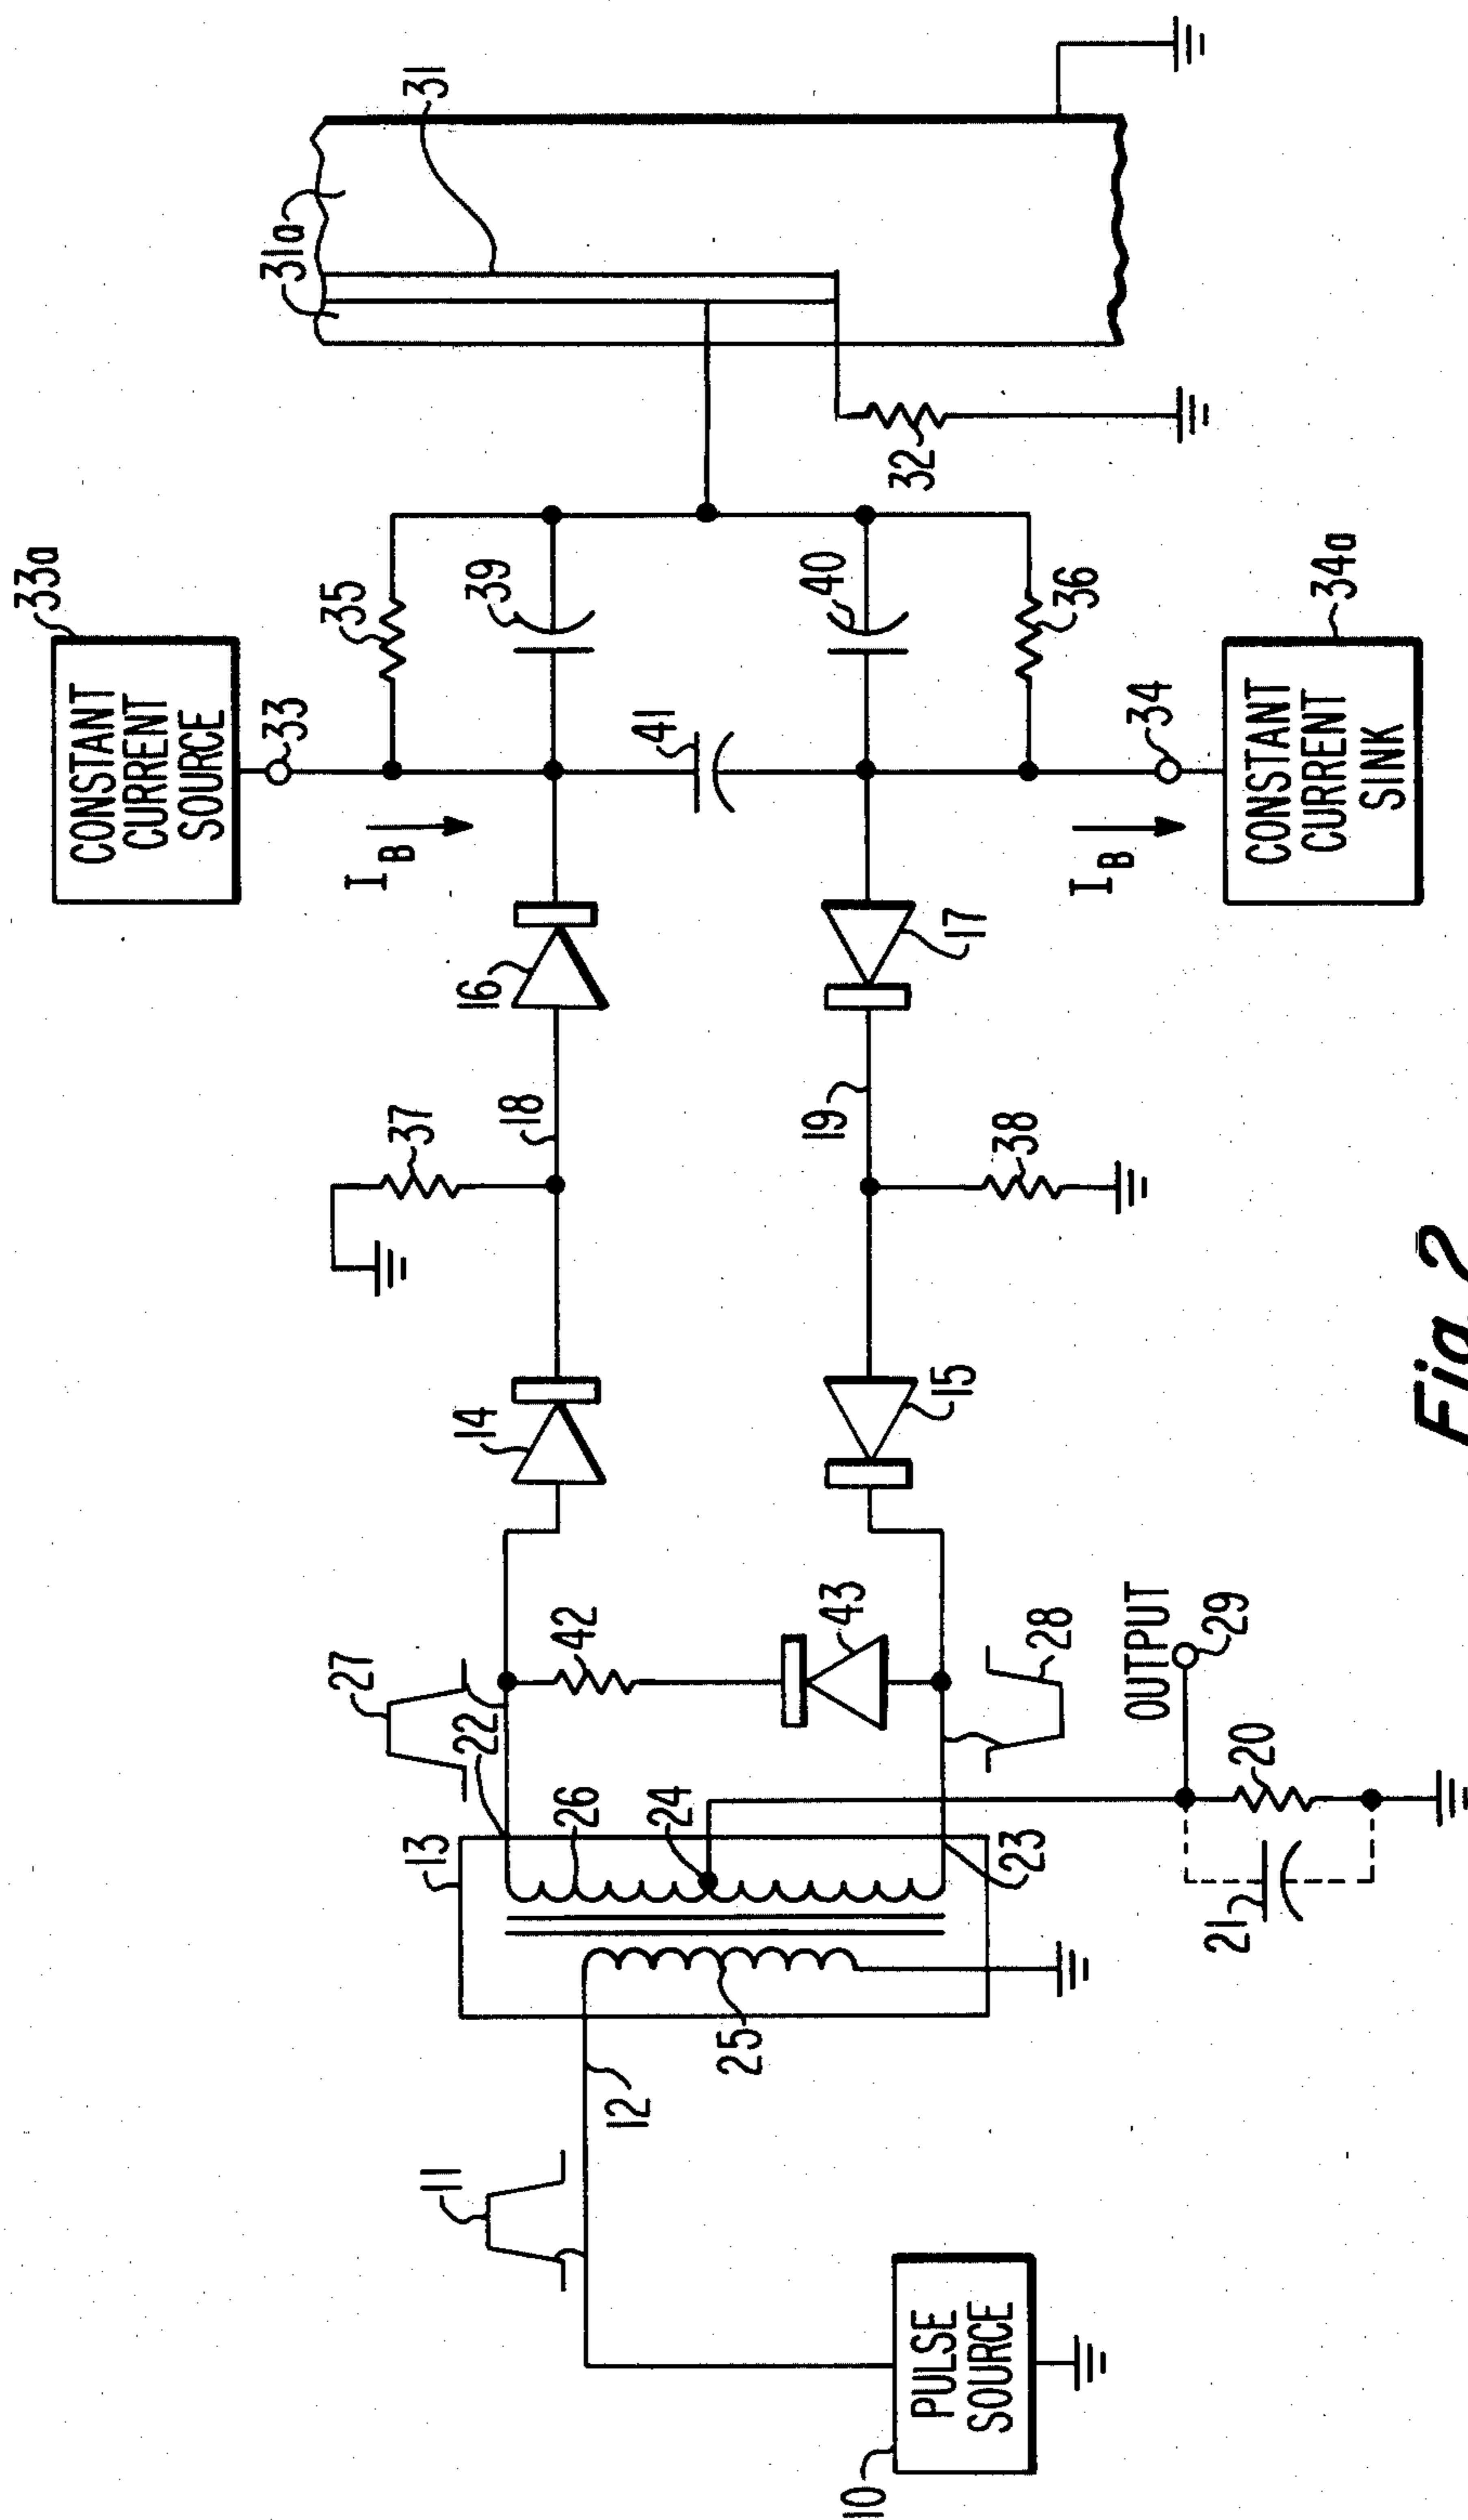 CONSTANT
CURRENT
SOURCE
33a
33
I B
35
39
41
40
36
34
I B
CONSTANT
CURRENT
SINK
34a
31
31a
32
16
17
18
19
37
38
14
15
27
22
42
43
28
OUTPUT
29
20
21
13
26
24
23
25
12
11
10
PULSE
SOURCE
Fig. 2